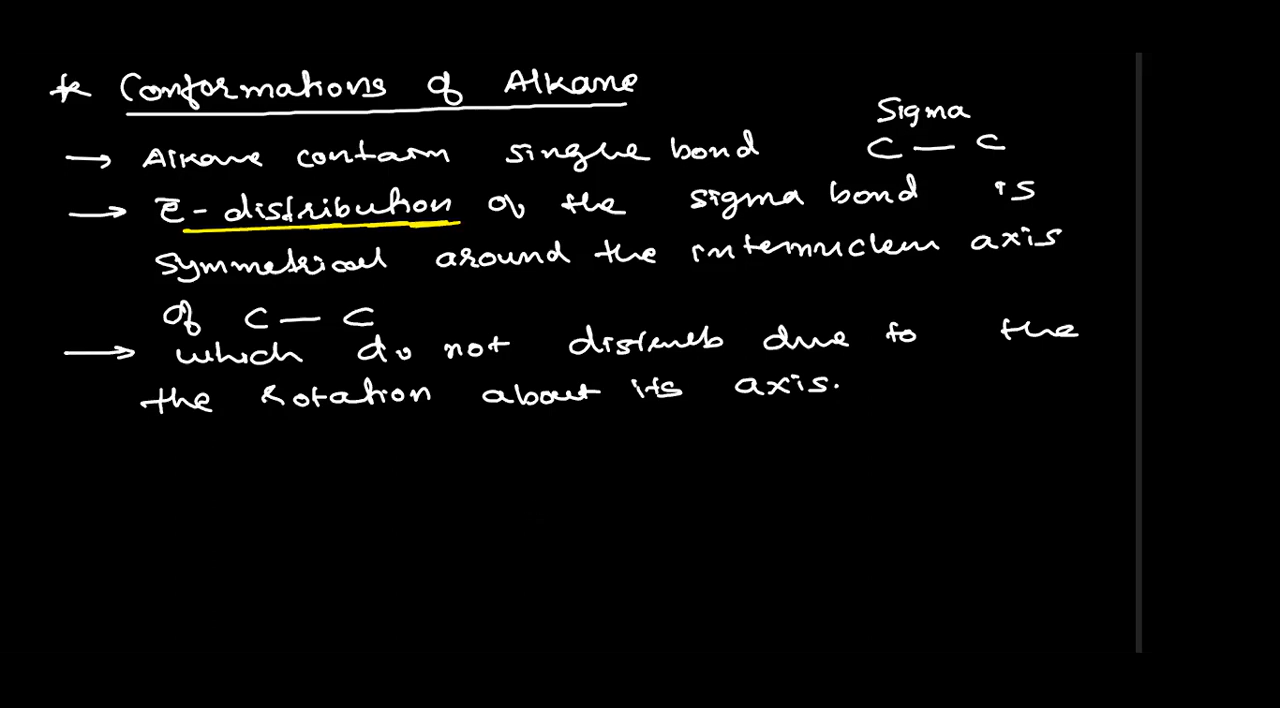 * Conformations of Alkane
Sigma
→ Alkane contain single bond C — C
→ e̅ - distribution of the sigma bond is
symmetrical around the internuclear axis
of C — C
→ which do not disturb due to the
the rotation about its axis.